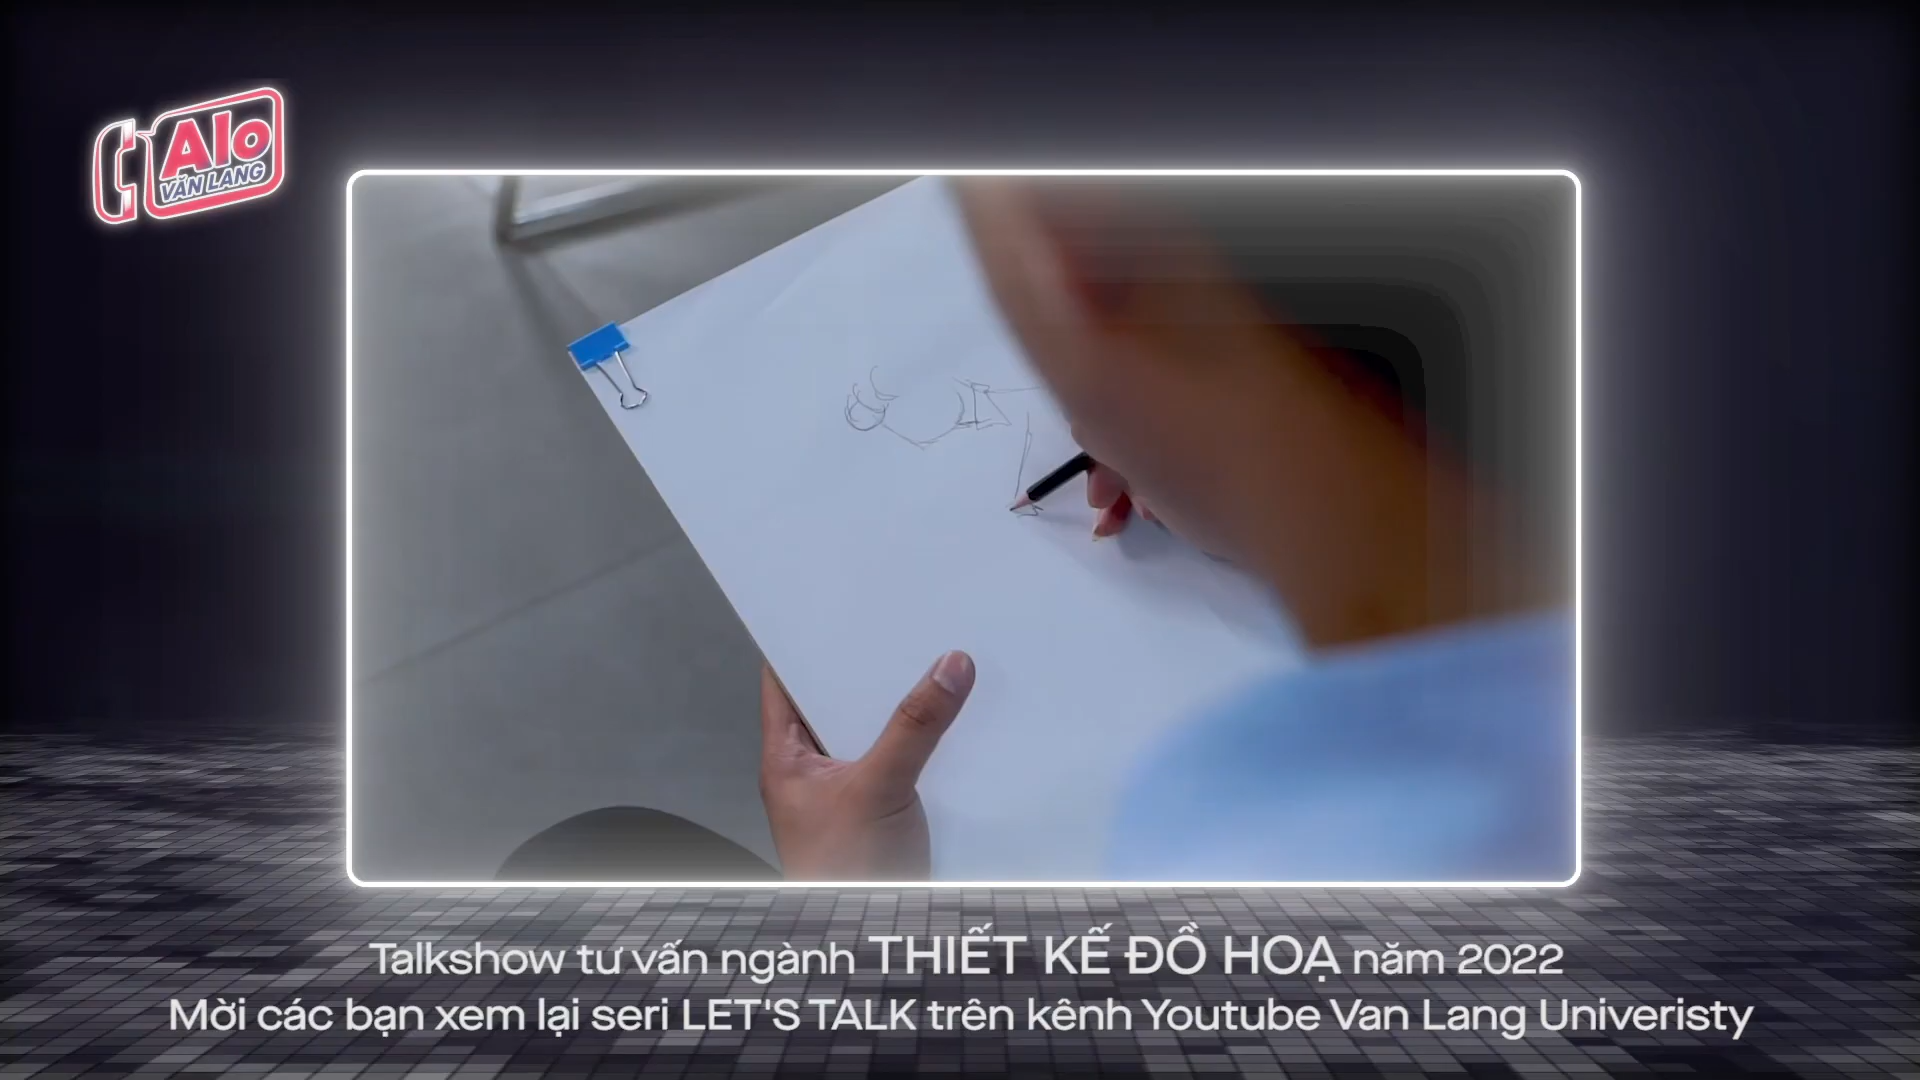 Alo
VĂN LANG
Talkshow tư vấn ngành THIẾT KẾ ĐỒ HOẠ năm 2022
Mời các bạn xem lại seri LET'S TALK trên kênh Youtube Van Lang Univeristy